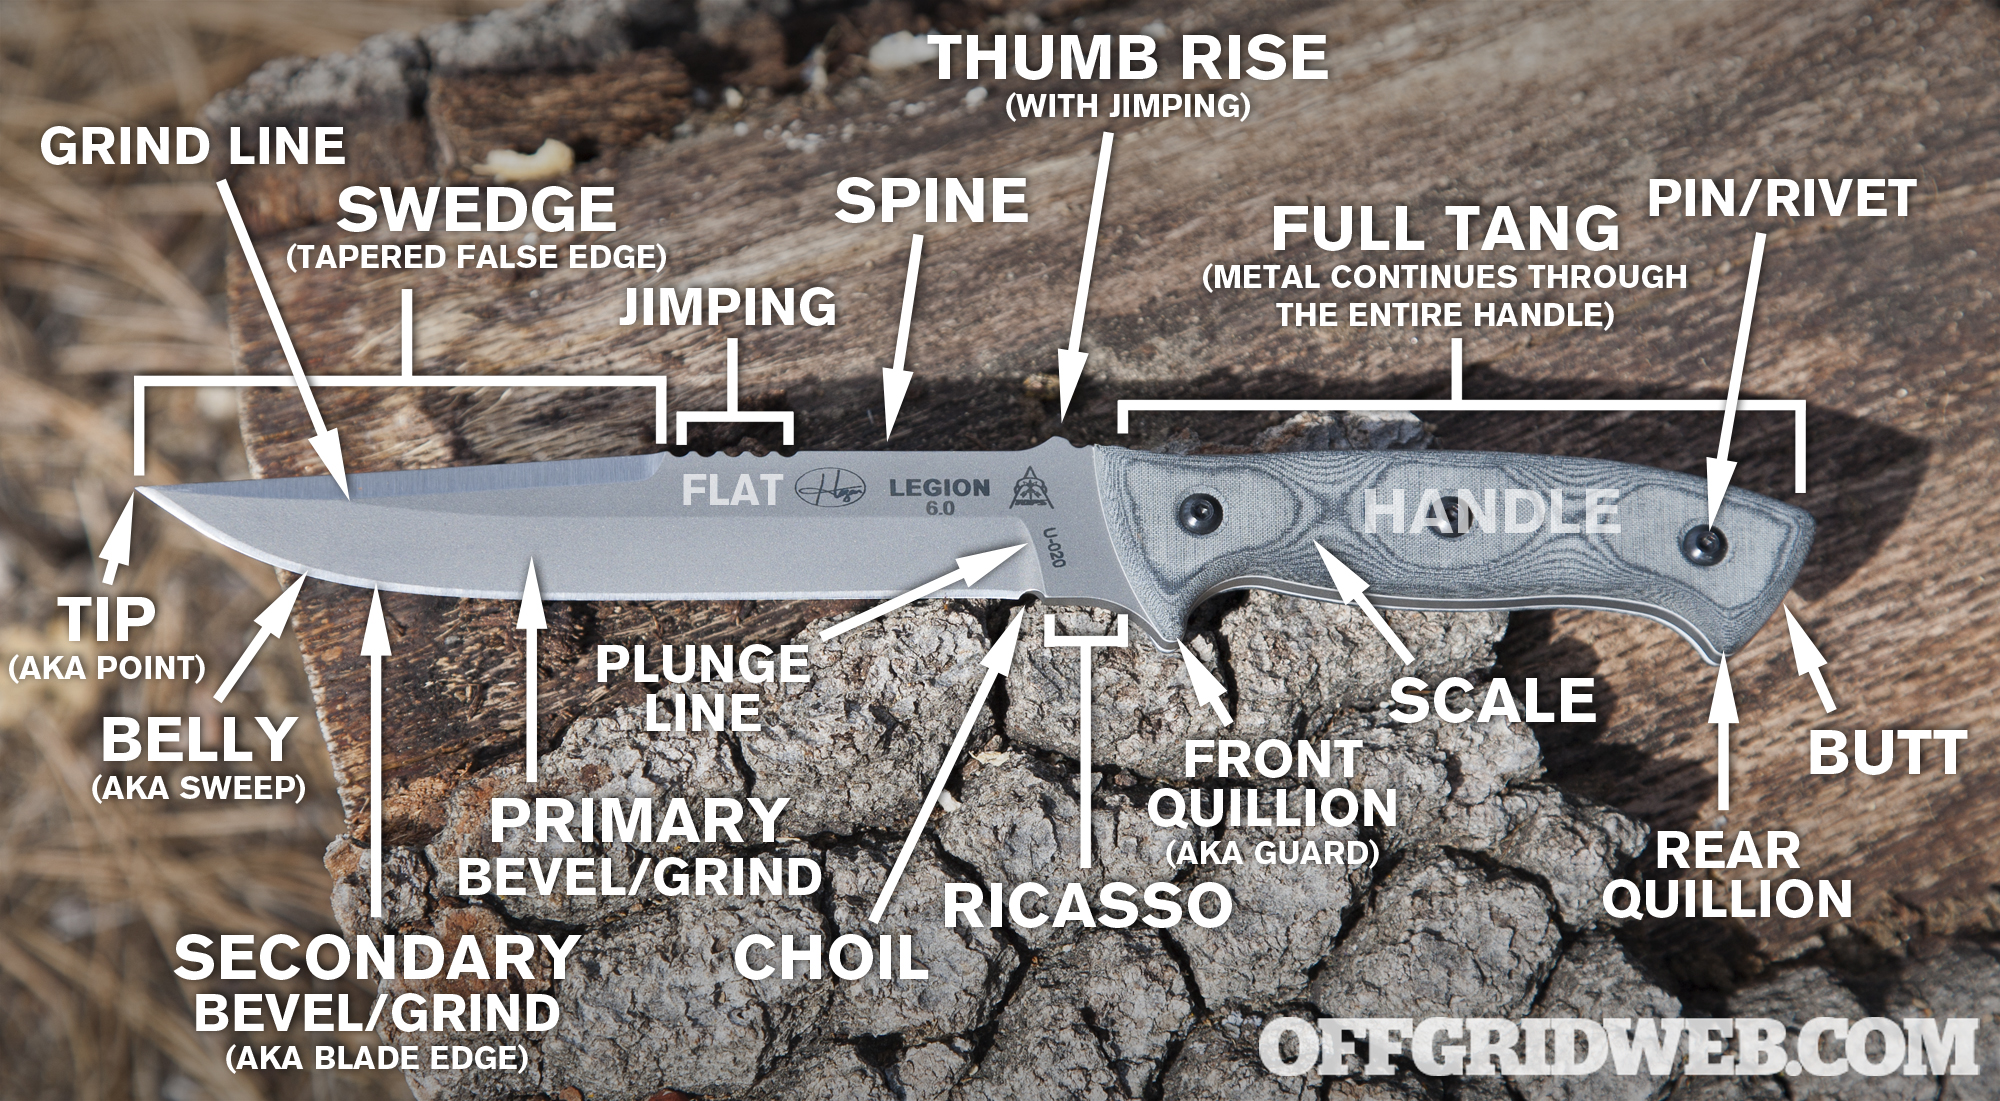 THUMB RISE
(WITH JIMPING)
GRIND LINE
SWEDGE
(TAPERED FALSE EDGE)
SPINE
PIN/RIVET
FULL TANG
(METAL CONTINUES THROUGH
THE ENTIRE HANDLE)
JIMPING
FLAT
LEGION
6.0
U-020
HANDLE
TIP
(AKA POINT)
BELLY
(AKA SWEEP)
PLUNGE
LINE
SCALE
BUTT
FRONT
QUILLION
(AKA GUARD)
PRIMARY
BEVEL/GRIND
REAR
QUILLION
RICASSO
CHOIL
SECONDARY
BEVEL/GRIND
(AKA BLADE EDGE)
OFFGRIDWEB.COM